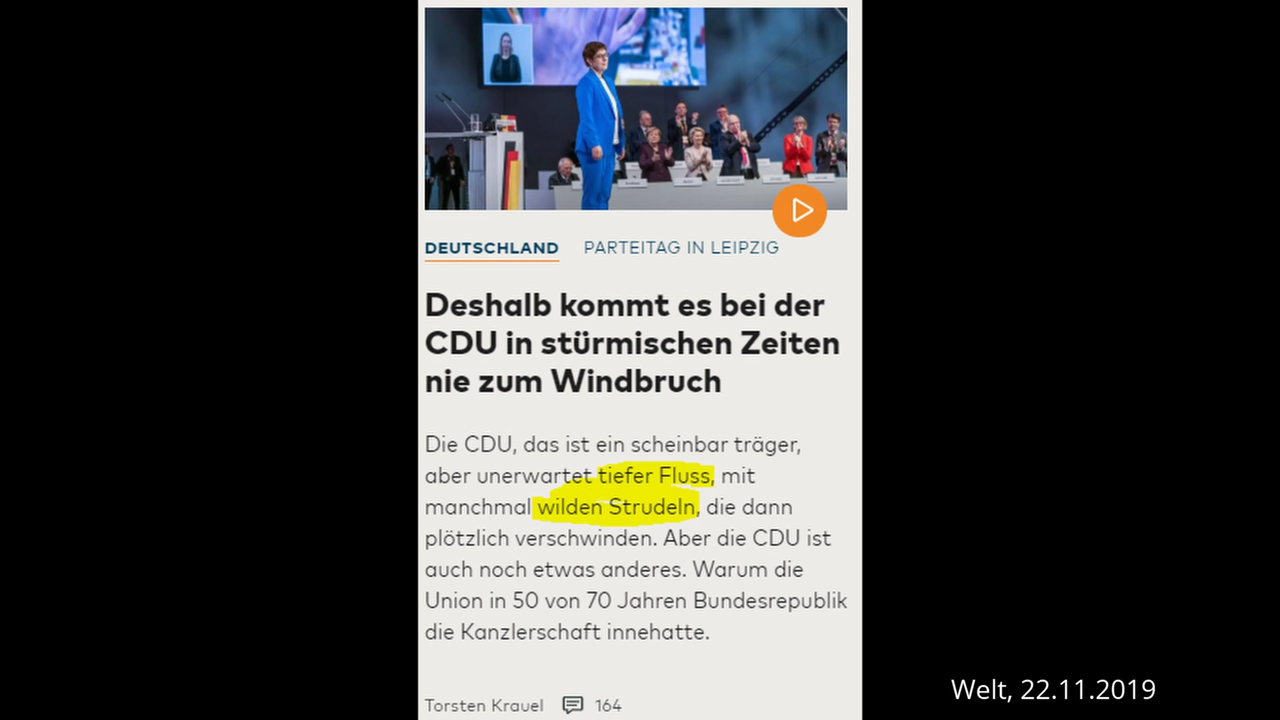 DEUTSCHLAND PARTEITAG IN LEIPZIG
Deshalb kommt es bei der
CDU in stürmischen Zeiten
nie zum Windbruch
Die CDU, das ist ein scheinbar träger,
aber unerwartet tiefer Fluss, mit
manchmal wilden Strudeln, die dann
plötzlich verschwinden. Aber die CDU ist
auch noch etwas anderes. Warum die
Union in 50 von 70 Jahren Bundesrepublik
die Kanzlerschaft innehatte.
Torsten Krauel 164
Welt, 22.11.2019